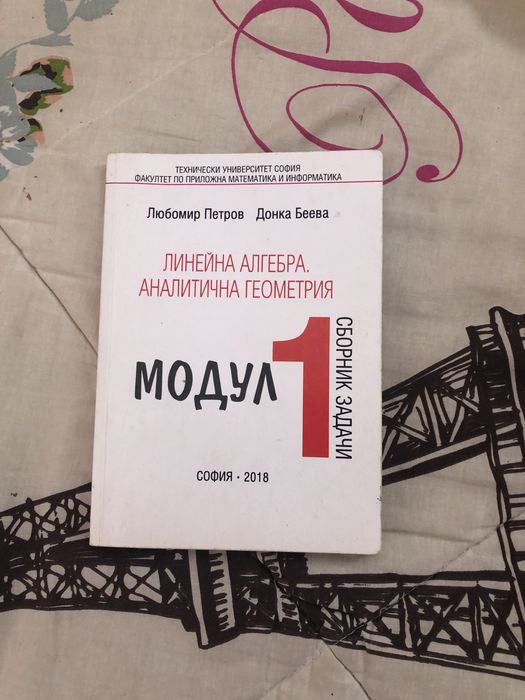 ТЕХНИЧЕСКИ УНИВЕРСИТЕТ СОФИЯ
ФАКУЛТЕТ ПО ПРИЛОЖНА МАТЕМАТИКА И ИНФОРМАТИКА
Любомир Петров Донка Беева
ЛИНЕЙНА АЛГЕБРА.
АНАЛИТИЧНА ГЕОМЕТРИЯ
МОДУЛ 1
СБОРНИК ЗАДАЧИ
СОФИЯ • 2018